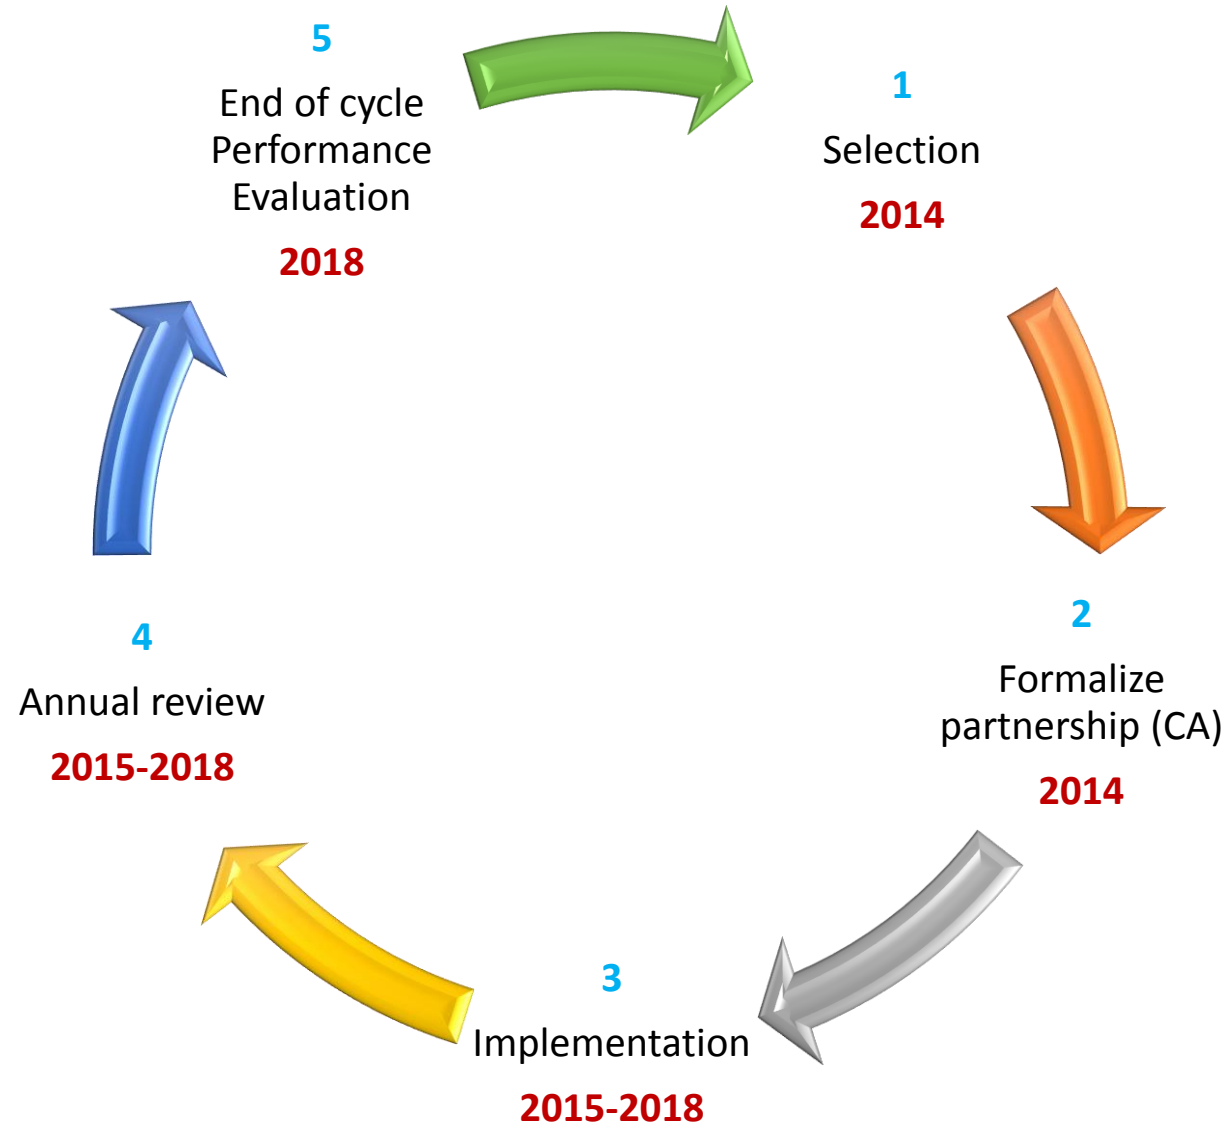 1
Selection
2014
2
Formalize
partnership (CA)
2014
3
Implementation
2015-2018
4
Annual review
2015-2018
5
End of cycle
Performance
Evaluation
2018